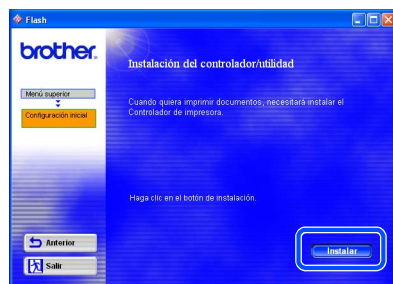 Flash
brother.
Instalación del controlador/utilidad
Menú superior
Configuración inicial
Cuando quiera imprimir documentos, necesitará instalar el
Controlador de impresora.
Haga clic en el botón de instalación.
Anterior
Salir
Instalar